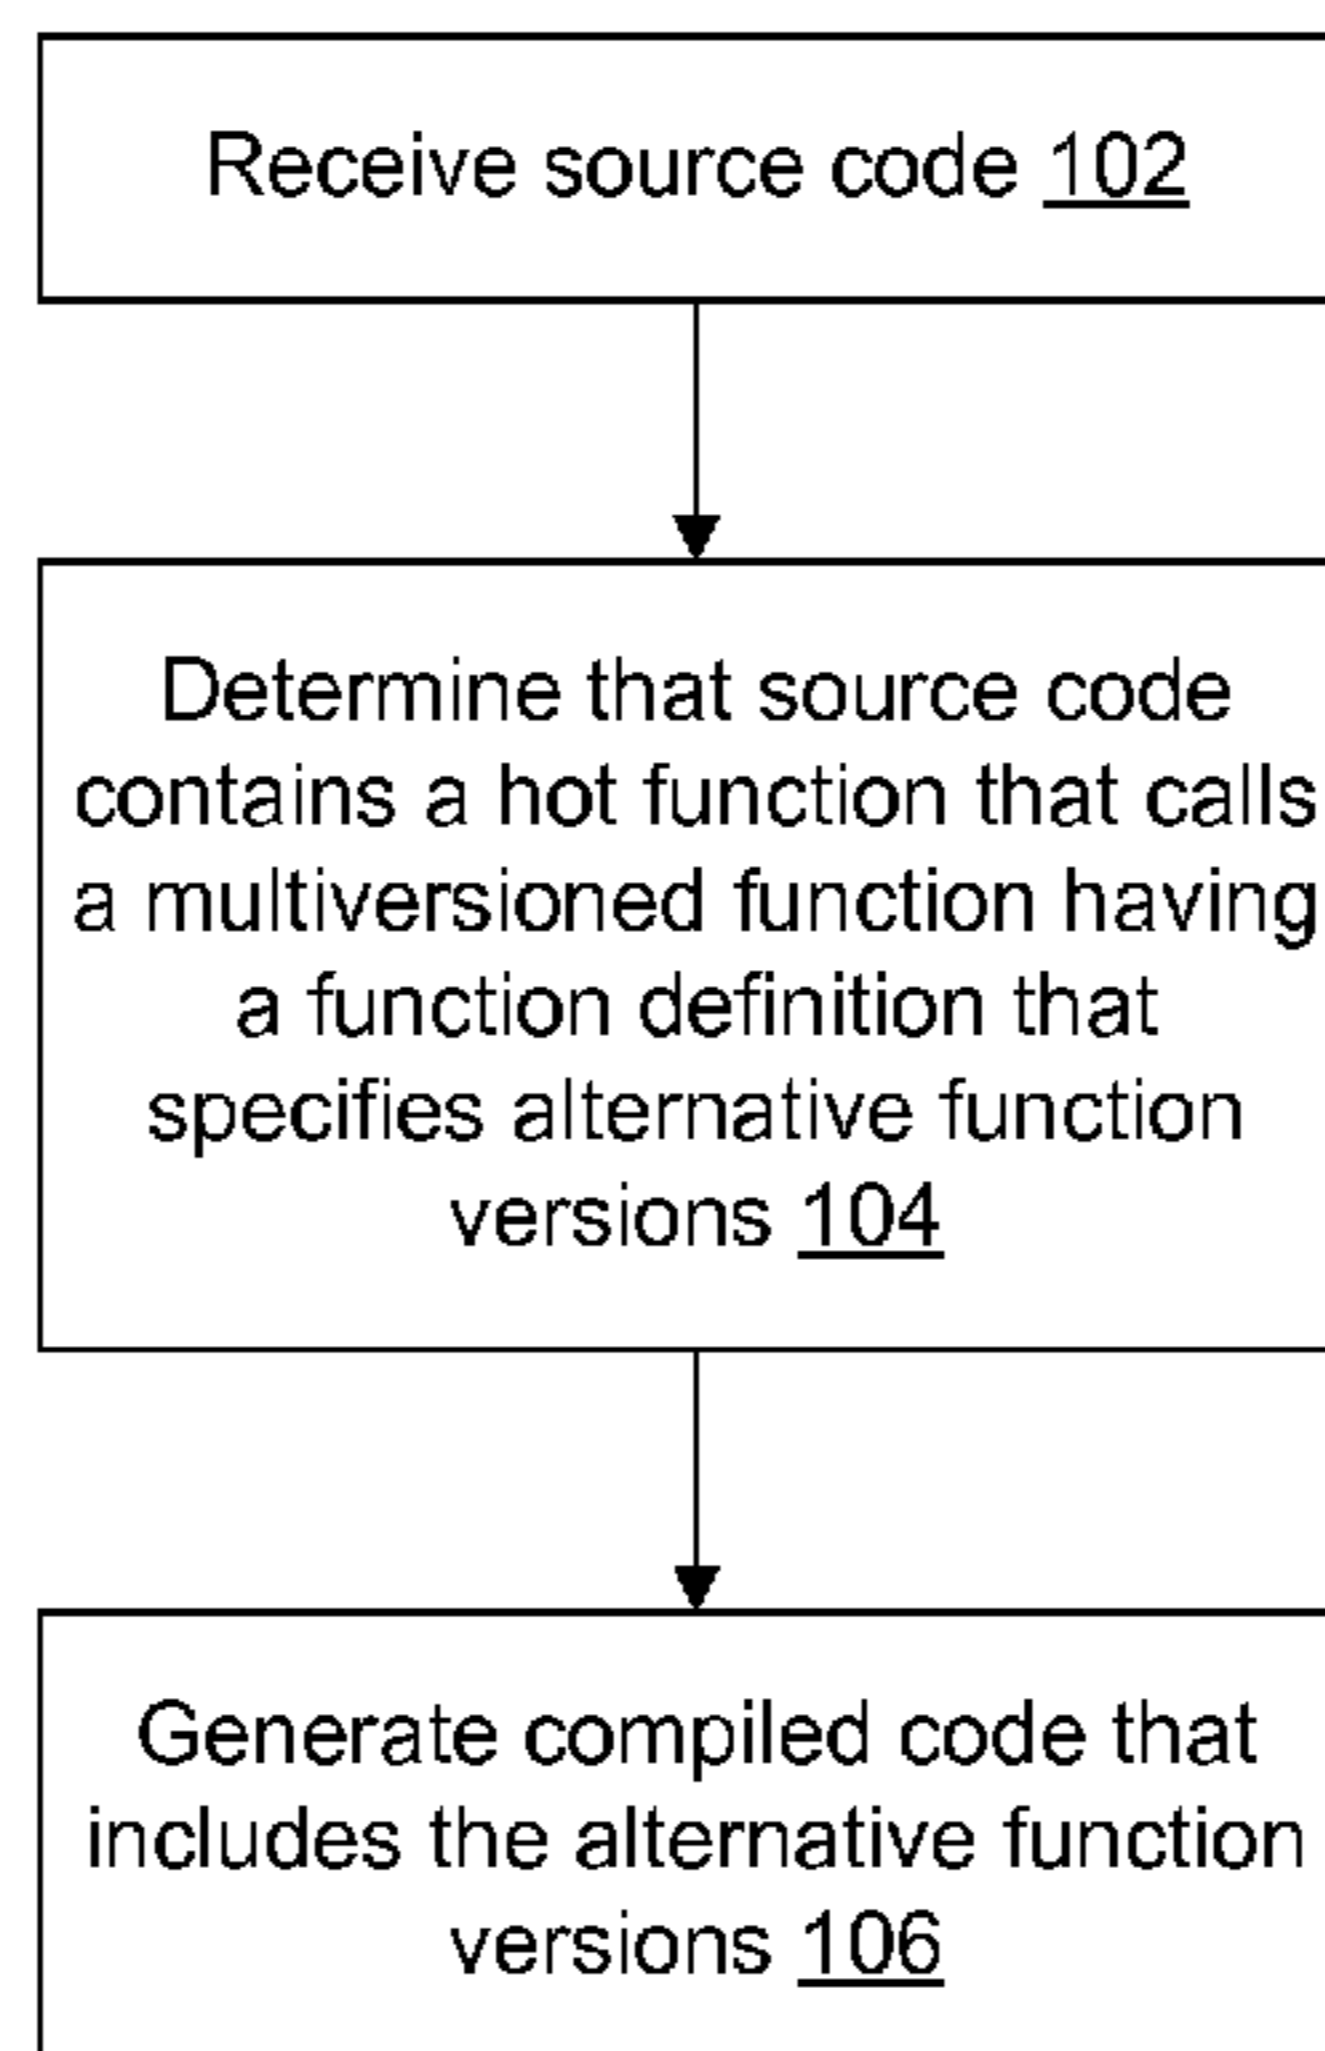 Receive source code 102
Determine that source code
contains a hot function that calls
a multiversioned function having
a function definition that
specifies alternative function
versions 104
Generate compiled code that
includes the alternative function
versions 106